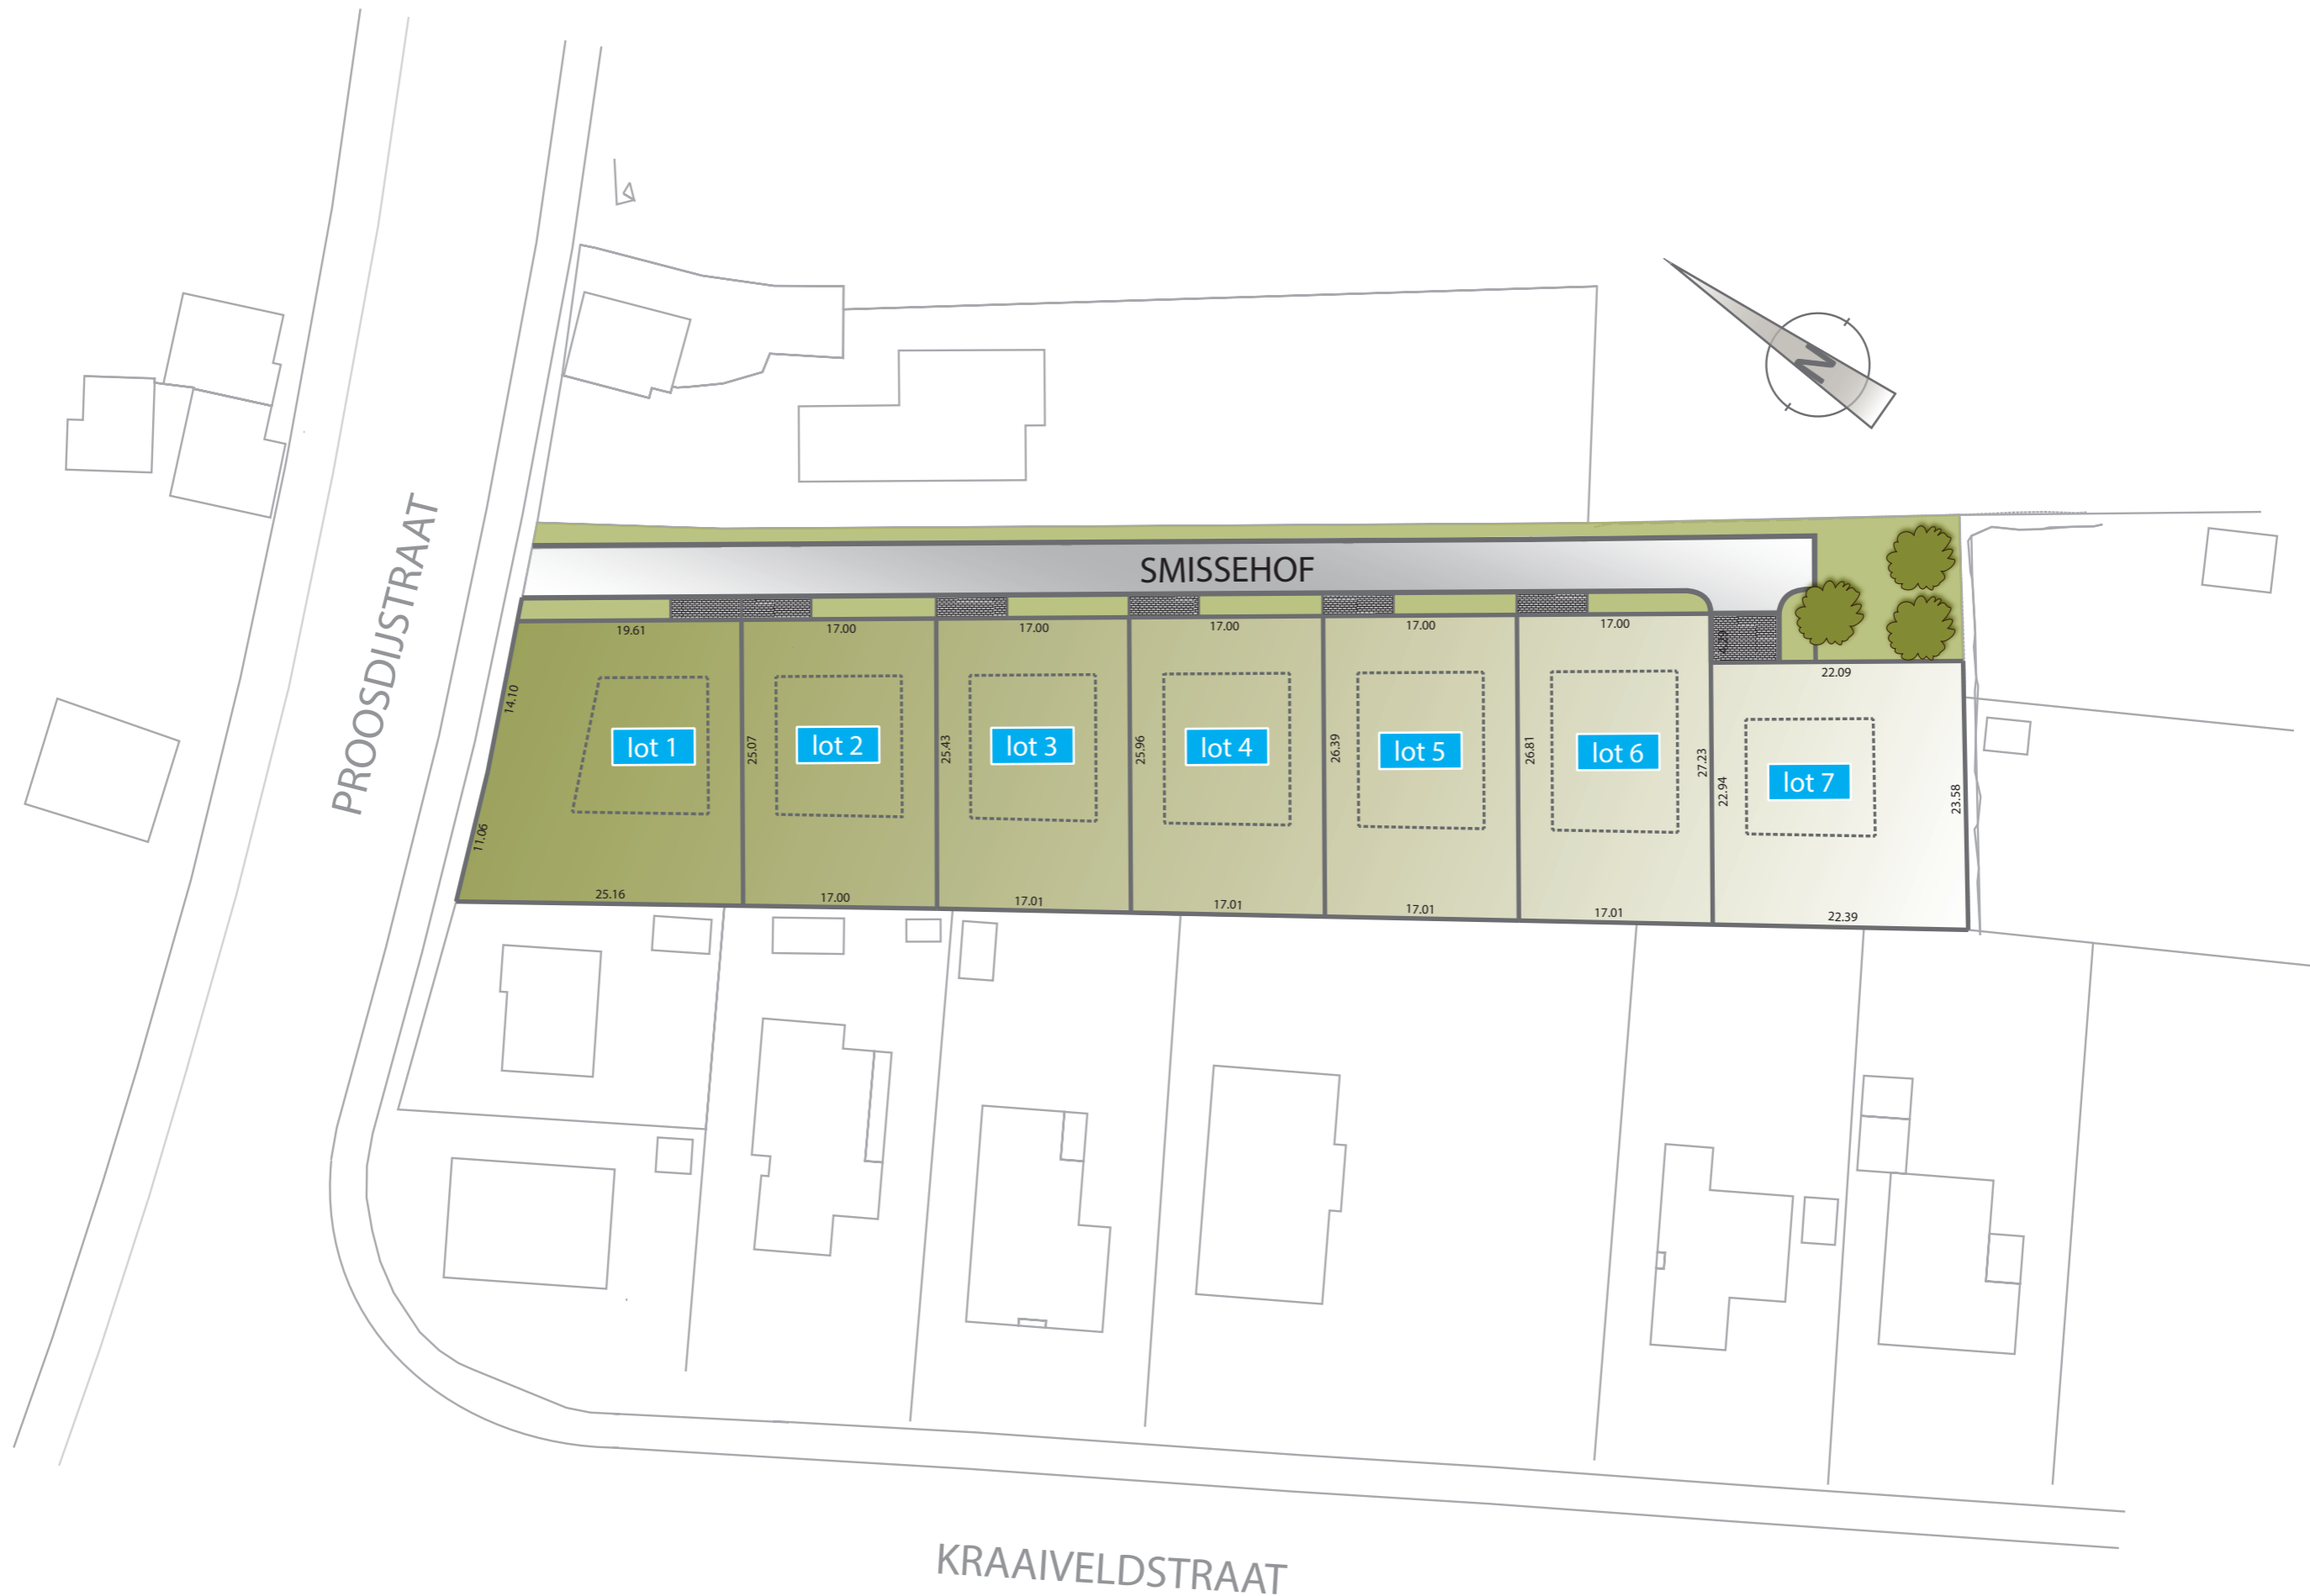 N
PROOSDIJSTRAAT
SMISSEHOF
19.61
17.00
17.00
17.00
17.00
17.00
4.29
22.09
14.10
11.06
lot 1
25.07
lot 2
25.43
lot 3
25.96
lot 4
26.39
lot 5
26.81
lot 6
27.23
22.94
lot 7
23.58
25.16
17.00
17.01
17.01
17.01
17.01
22.39
KRAAIVELDSTRAAT